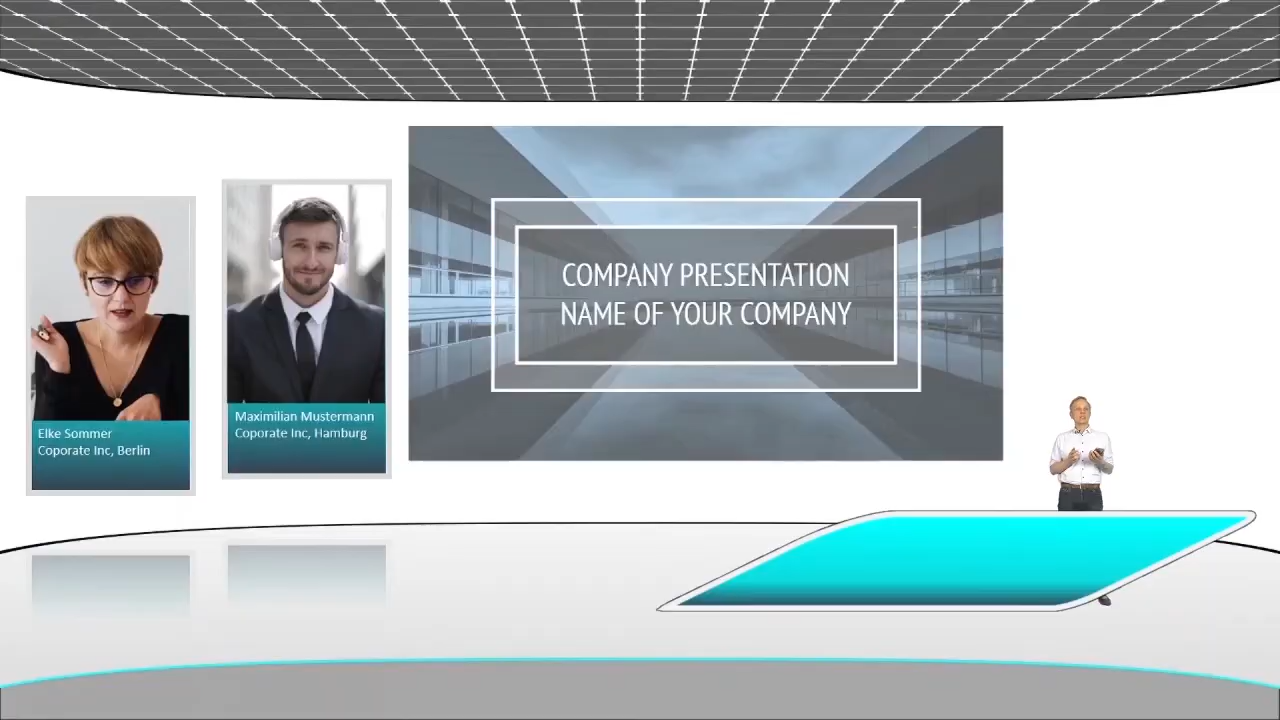 COMPANY PRESENTATION
NAME OF YOUR COMPANY
Elke Sommer
Coporate Inc, Berlin
Maximilian Mustermann
Coporate Inc, Hamburg